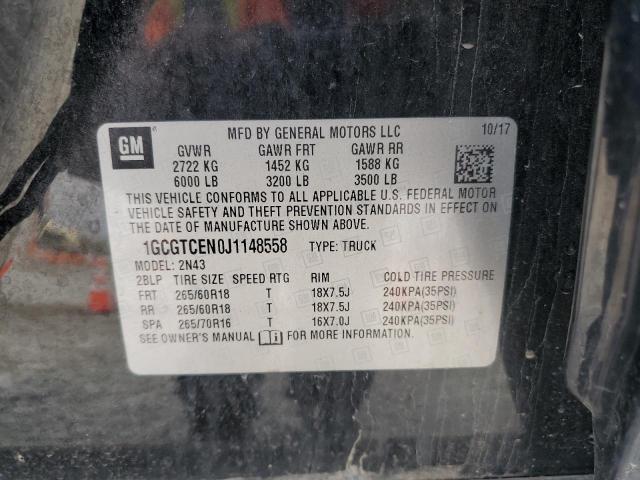 GM
MFD BY GENERAL MOTORS LLC 10/17
GVWR GAWR FRT GAWR RR
2722 KG 1452 KG 1588 KG
6000 LB 3200 LB 3500 LB
THIS VEHICLE CONFORMS TO ALL APPLICABLE U.S. FEDERAL MOTOR
VEHICLE SAFETY AND THEFT PREVENTION STANDARDS IN EFFECT ON
THE DATE OF MANUFACTURE SHOWN ABOVE.
1GCGTCEN0J1148558 TYPE: TRUCK
MODEL: 2N43
2BLP TIRE SIZE SPEED RTG RIM COLD TIRE PRESSURE
FRT 265/60R18 T 18X7.5J 240KPA(35PSI)
RR 265/60R18 T 18X7.5J 240KPA(35PSI)
SPA 265/70R16 T 16X7.0J 240KPA(35PSI)
SEE OWNER'S MANUAL FOR MORE INFORMATION.